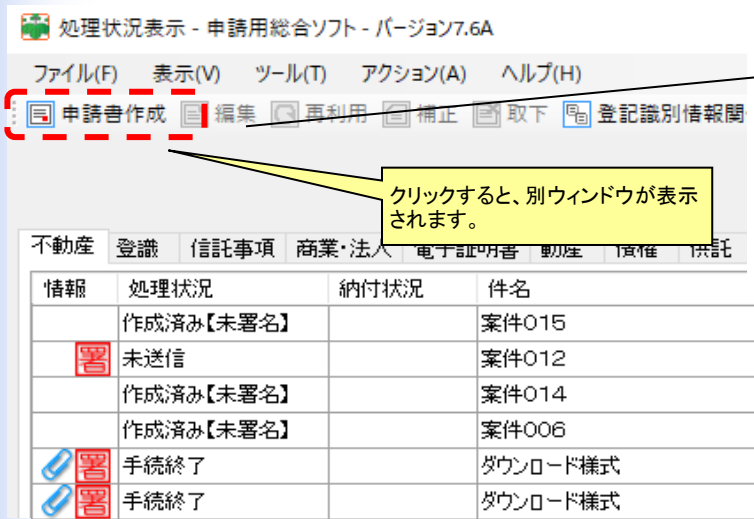 処理状況表示 - 申請用総合ソフト - バージョン7.6A
ファイル(F) 表示(V) ツール(T) アクション(A) ヘルプ(H)
申請書作成 編集 再利用 補正 取下 登記識別情報関
クリックすると、別ウィンドウが表示
されます。
不動産 登識 信託事項 商業・法人 電子証明書 動産 債権 供託
情報 処理状況 納付状況 件名
作成済み【未署名】 案件015
署 未送信 案件012
作成済み【未署名】 案件014
作成済み【未署名】 案件006
署 手続終了 ダウンロード様式
署 手続終了 ダウンロード様式